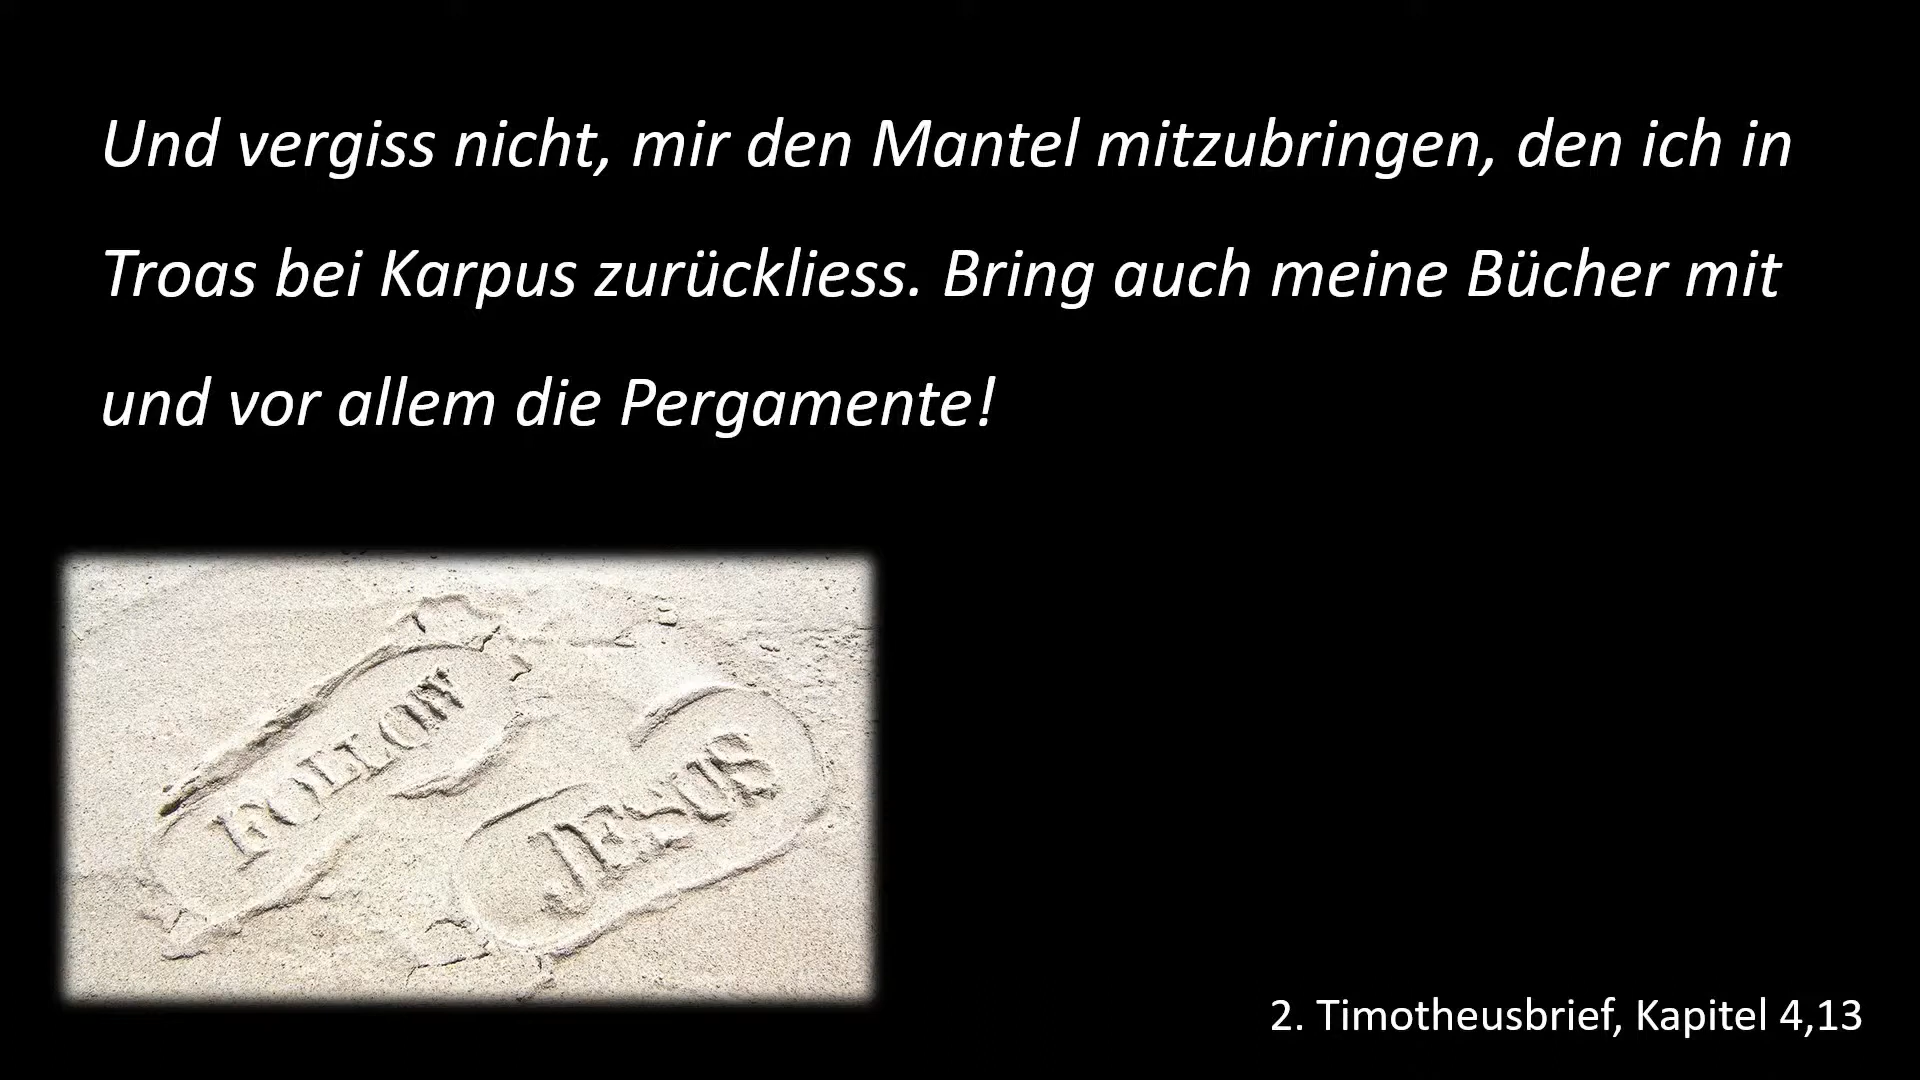 Und vergiss nicht, mir den Mantel mitzubringen, den ich in
Troas bei Karpus zurückliess. Bring auch meine Bücher mit
und vor allem die Pergamente!
FOLLOW
JESUS
2. Timotheusbrief, Kapitel 4,13